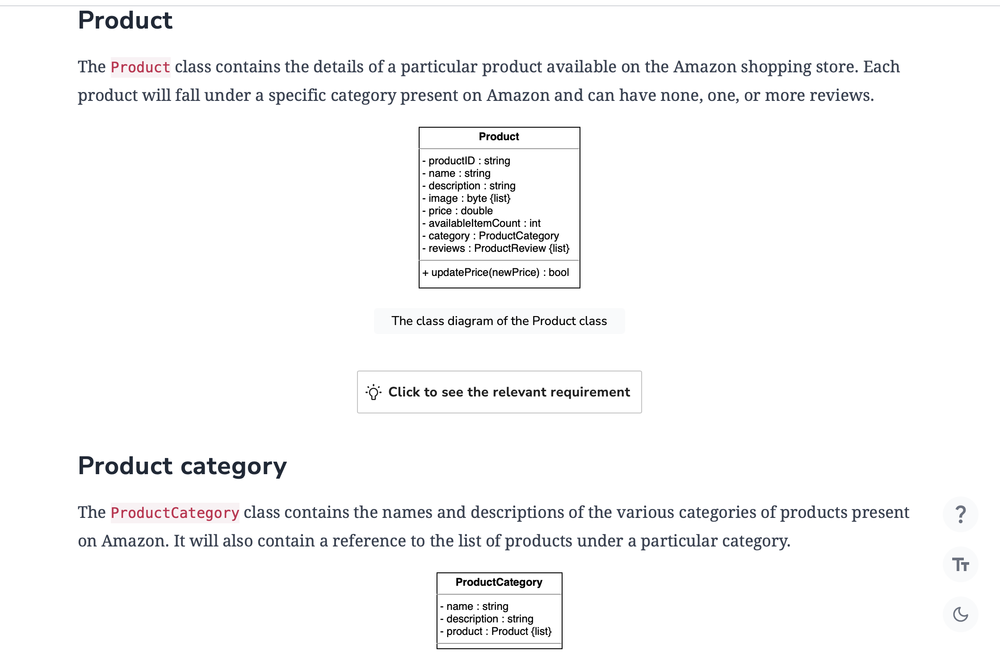 Product
The Product class contains the details of a particular product available on the Amazon shopping store. Each
product will fall under a specific category present on Amazon and can have none, one, or more reviews.
Product
- productID : string
- name : string
- description : string
- image : byte {list}
- price : double
- availableItemCount : int
- category : ProductCategory
- reviews : ProductReview {list}
+ updatePrice(newPrice) : bool
The class diagram of the Product class
Click to see the relevant requirement
Product category
The ProductCategory class contains the names and descriptions of the various categories of products present
on Amazon. It will also contain a reference to the list of products under a particular category.
?
Tт
ProductCategory
- name : string
- description : string
- product : Product {list}